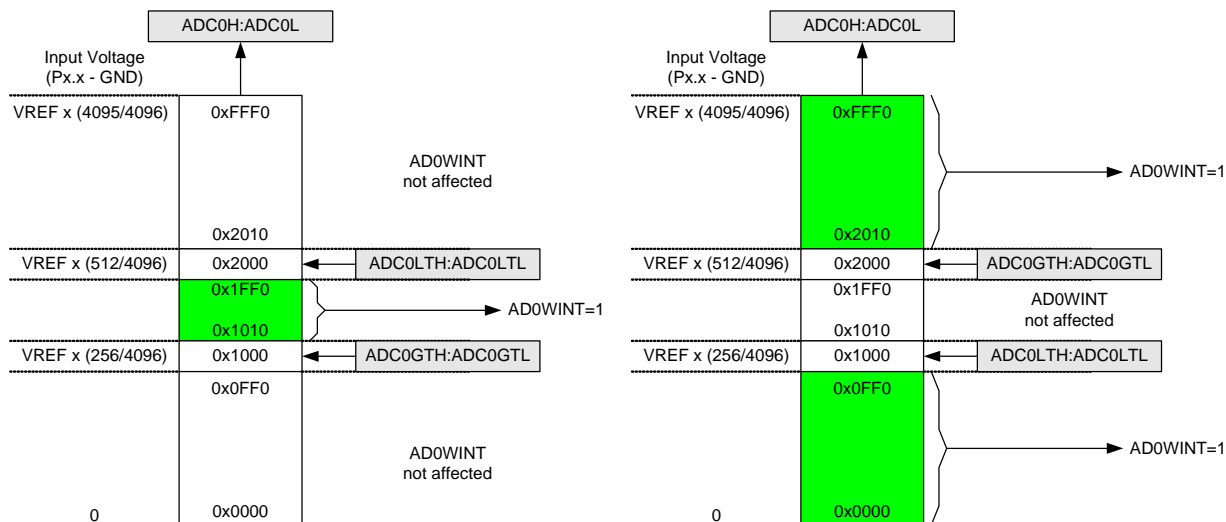 ADC0H:ADC0L
Input Voltage
(Px.x - GND)
VREF x (4095/4096)
0xFFF0
AD0WINT
not affected
0x2010
VREF x (512/4096)
0x2000
ADC0LTH:ADC0LTL
0x1FF0
AD0WINT=1
0x1010
VREF x (256/4096)
0x1000
ADC0GTH:ADC0GTL
0x0FF0
AD0WINT
not affected
0
0x0000
ADC0H:ADC0L
Input Voltage
(Px.x - GND)
VREF x (4095/4096)
0xFFF0
AD0WINT=1
0x2010
VREF x (512/4096)
0x2000
ADC0GTH:ADC0GTL
0x1FF0
AD0WINT
not affected
0x1010
VREF x (256/4096)
0x1000
ADC0LTH:ADC0LTL
0x0FF0
AD0WINT=1
0
0x0000